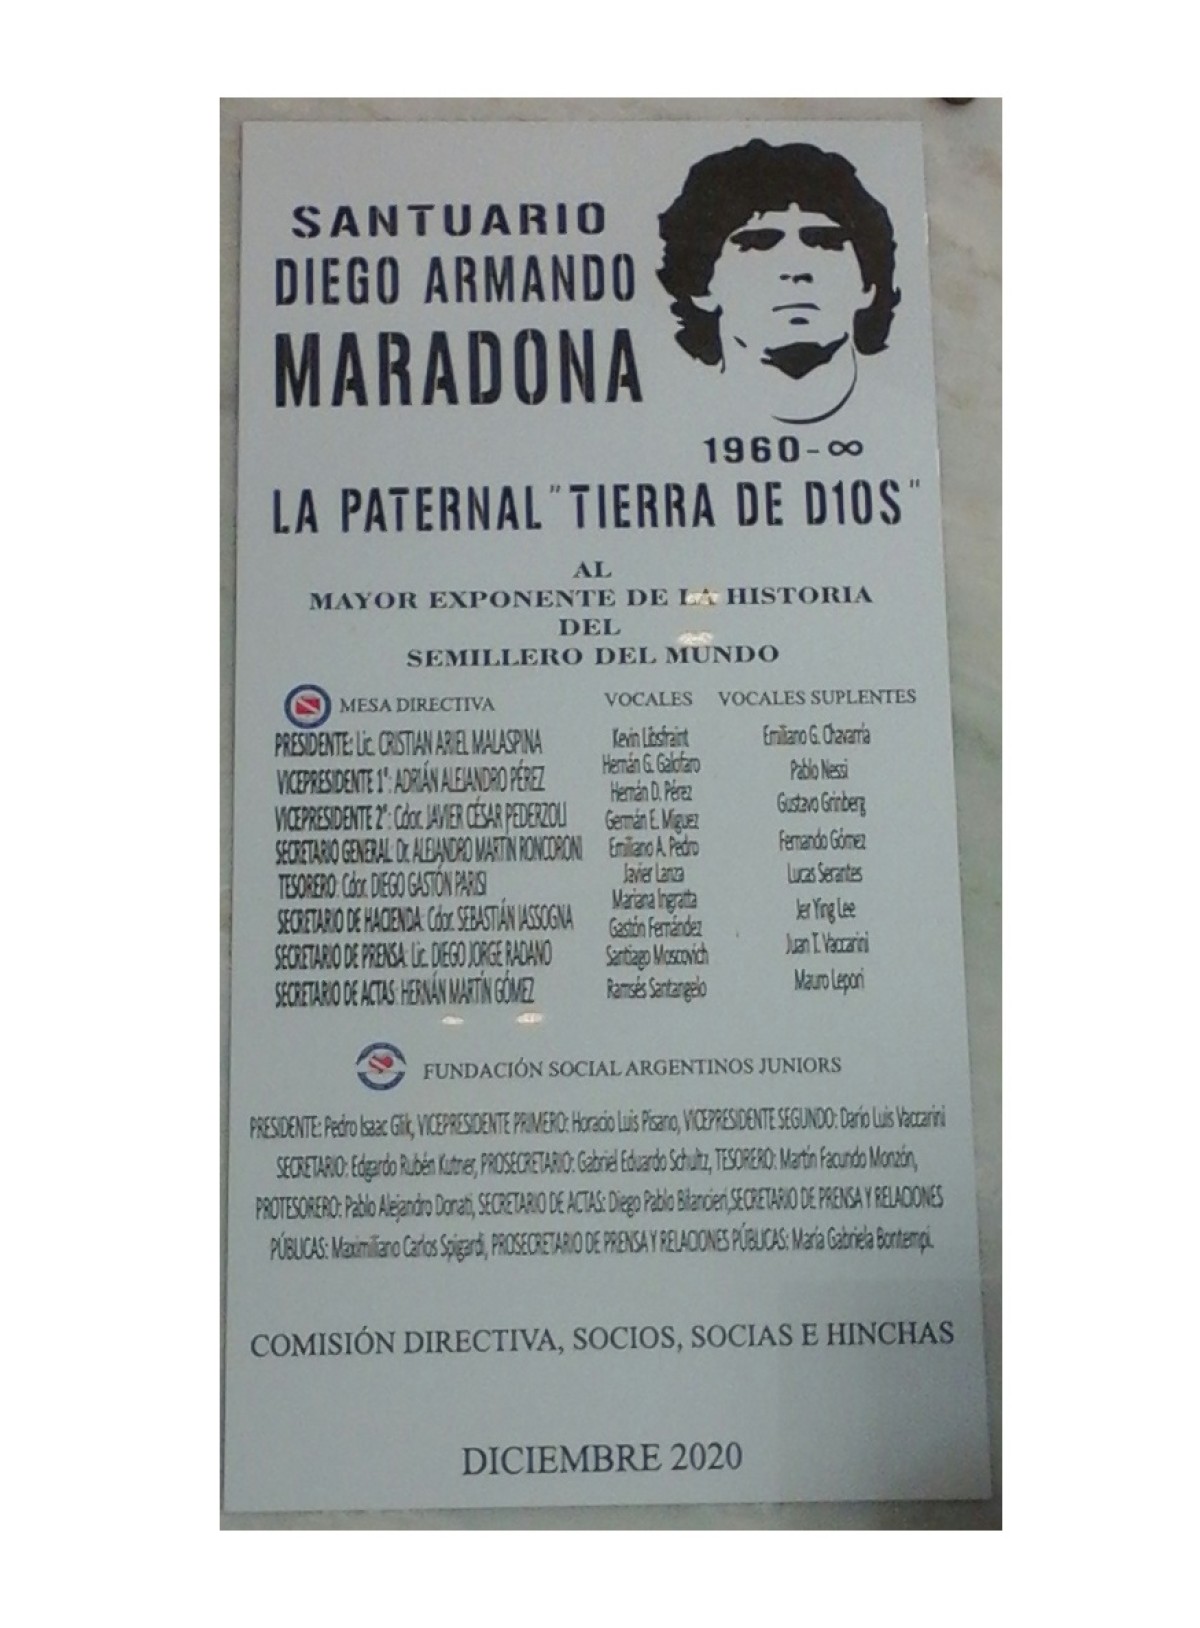 SANTUARIO
DIEGO ARMANDO
MARADONA
1960-∞
LA PATERNAL "TIERRA DE D10S"
AL
MAYOR EXPONENTE DE LA HISTORIA
DEL
SEMILLERO DEL MUNDO
MESA DIRECTIVA
PRESIDENTE: Lic. CRISTIAN ARIEL MALASPINA
VICEPRESIDENTE 1°: ADRIÁN ALEJANDRO PÉREZ
VICEPRESIDENTE 2°: Cdor. JAVIER CÉSAR PEDERZOLI
SECRETARIO GENERAL: Dr. ALEJANDRO MARTÍN RONCORONI
TESORERO: Cdor. DIEGO GASTÓN PARISI
SECRETARIO DE HACIENDA: Cdor. SEBASTIÁN IASSOGNA
SECRETARIO DE PRENSA: Lic. DIEGO JORGE RADANO
SECRETARIO DE ACTAS: HERNÁN MARTÍN GÓMEZ
VOCALES
Kevin Libsfraint
Hernán G. Galofaro
Hernán D. Pérez
Germán E. Miguez
Emiliano A. Pedro
Javier Lanza
Mariana Ingratta
Gastón Fernández
Santiago Moscovich
Ramsés Santangelo
VOCALES SUPLENTES
Emiliano G. Chavarría
Pablo Nessi
Gustavo Grinberg
Fernando Gómez
Lucas Serantes
Jer Ying Lee
Juan T. Vaccarini
Mauro Lepori
FUNDACIÓN SOCIAL ARGENTINOS JUNIORS
PRESIDENTE: Pedro Isaac Glik, VICEPRESIDENTE PRIMERO: Horacio Luis Pisano, VICEPRESIDENTE SEGUNDO: Darío Luis Vaccarini
SECRETARIO: Edgardo Rubén Kutner, PROSECRETARIO: Gabriel Eduardo Schultz, TESORERO: Martín Facundo Monzón,
PROTESORERO: Pablo Alejandro Donati, SECRETARIO DE ACTAS: Diego Pablo Bilancieri, SECRETARIO DE PRENSA Y RELACIONES
PÚBLICAS: Maximiliano Carlos Spigardi, PROSECRETARIO DE PRENSA Y RELACIONES PÚBLICAS: María Gabriela Bontempi.
COMISIÓN DIRECTIVA, SOCIOS, SOCIAS E HINCHAS
DICIEMBRE 2020